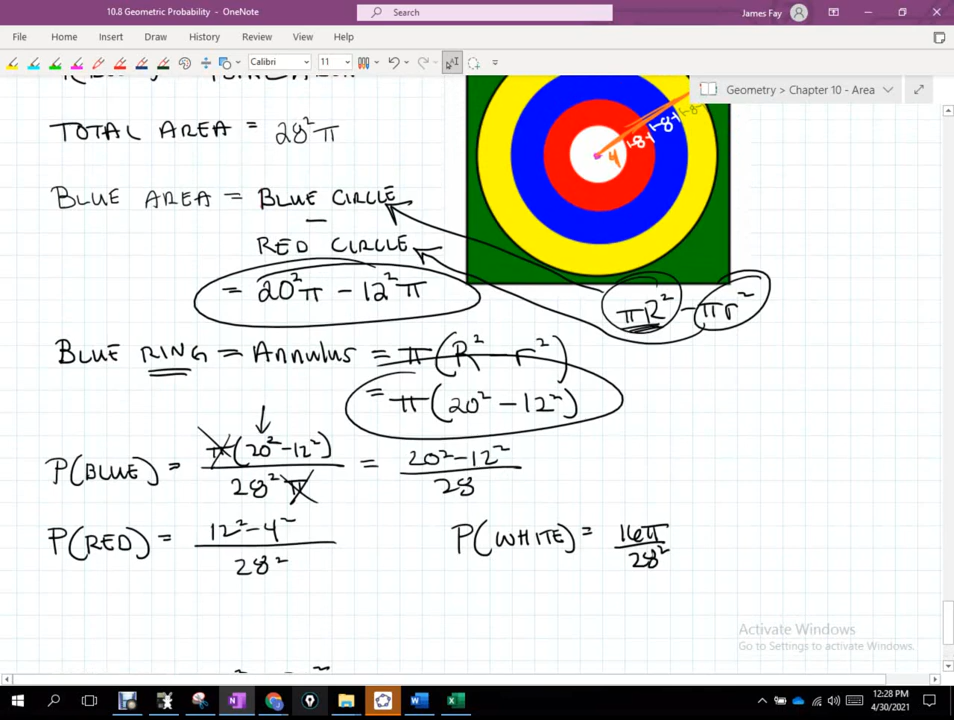 10.8 Geometric Probability - OneNote
Search
James Fay
File Home Insert Draw History Review View Help
Calibri 11
Geometry > Chapter 10 - Area
TOTAL AREA = 28²π
4 8 8 8
BLUE AREA = BLUE CIRCLE
—
RED CIRCLE
= 20²π - 12²π
πR² - πr²
BLUE RING = ANNULUS = π(R² - r²)
= π(20² - 12²)
P(BLUE) = π(20²-12²)/28²π = 20²-12²/28
P(RED) = 12²-4²/28²
P(WHITE) = 16π/28²
Activate Windows
Go to Settings to activate Windows.
12:28 PM
4/30/2021